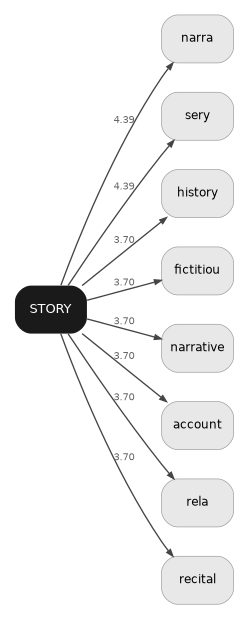 narra
4.39
sery
4.39
history
3.70
fictitiou
3.70
STORY
3.70
narrative
3.70
account
3.70
rela
3.70
recital